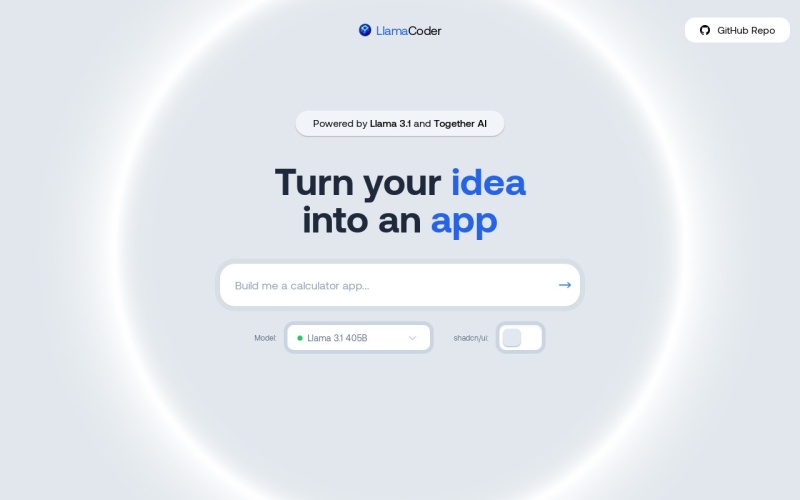 LlamaCoder
GitHub Repo
Powered by Llama 3.1 and Together AI
Turn your idea
into an app
Build me a calculator app...
Model:
Llama 3.1 405B
shadcn/ui: